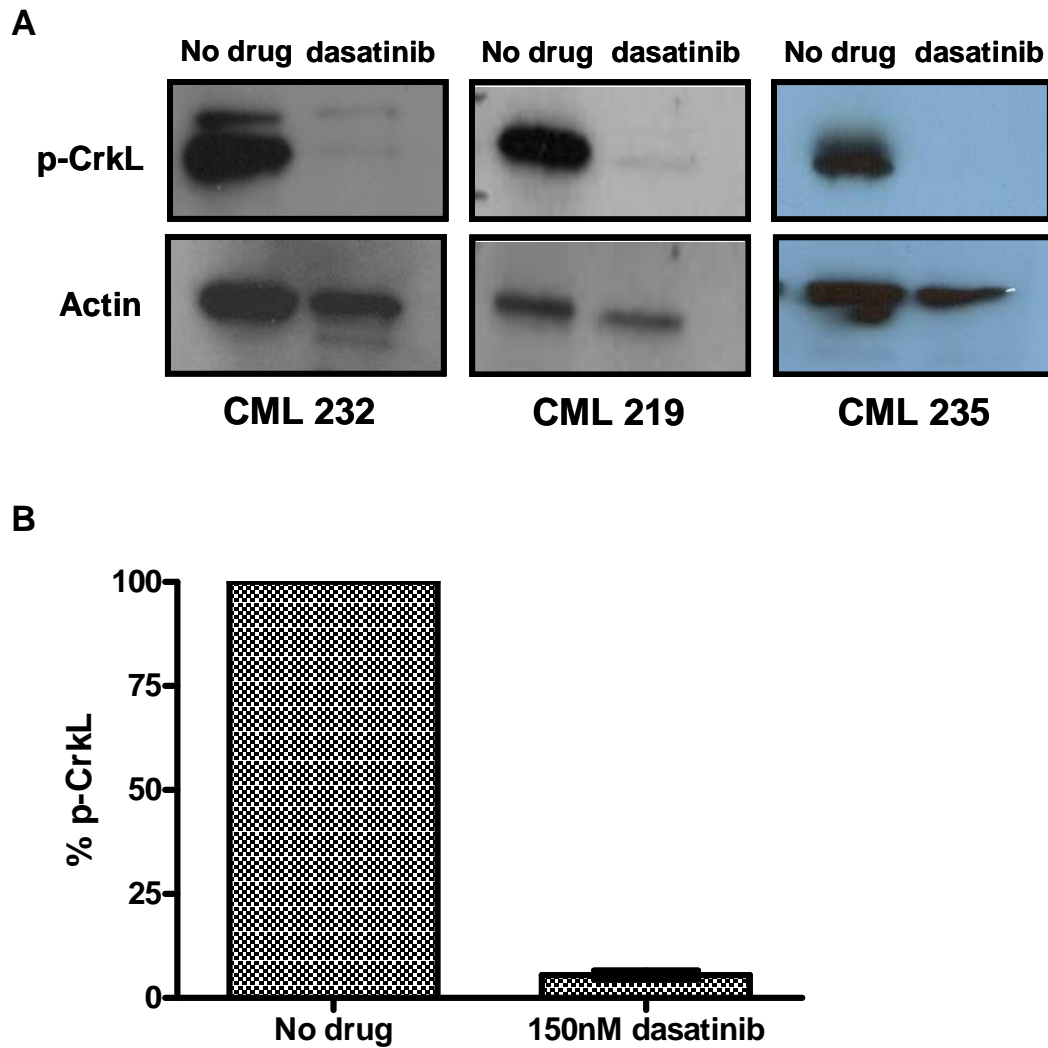 A
No drug dasatinib
No drug dasatinib
No drug dasatinib
p-CrkL
Actin
CML 232
CML 219
CML 235
B
% p-CrkL
100
75
50
25
0
No drug
150nM dasatinib